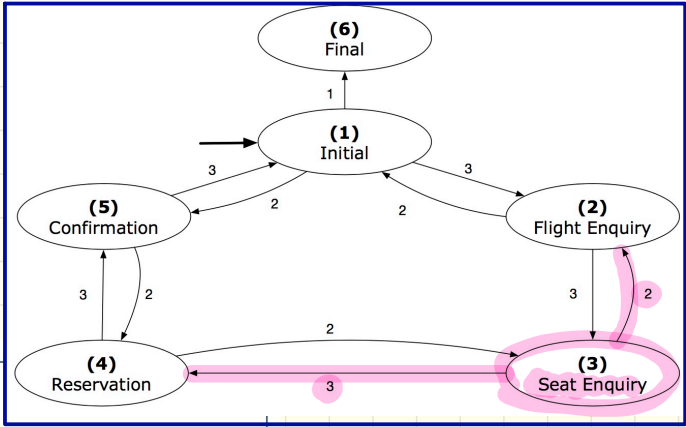 (6)
Final
1
(1)
Initial
3
3
2
2
(5)
Confirmation
(2)
Flight Enquiry
3
2
3
2
2
(4)
Reservation
3
(3)
Seat Enquiry